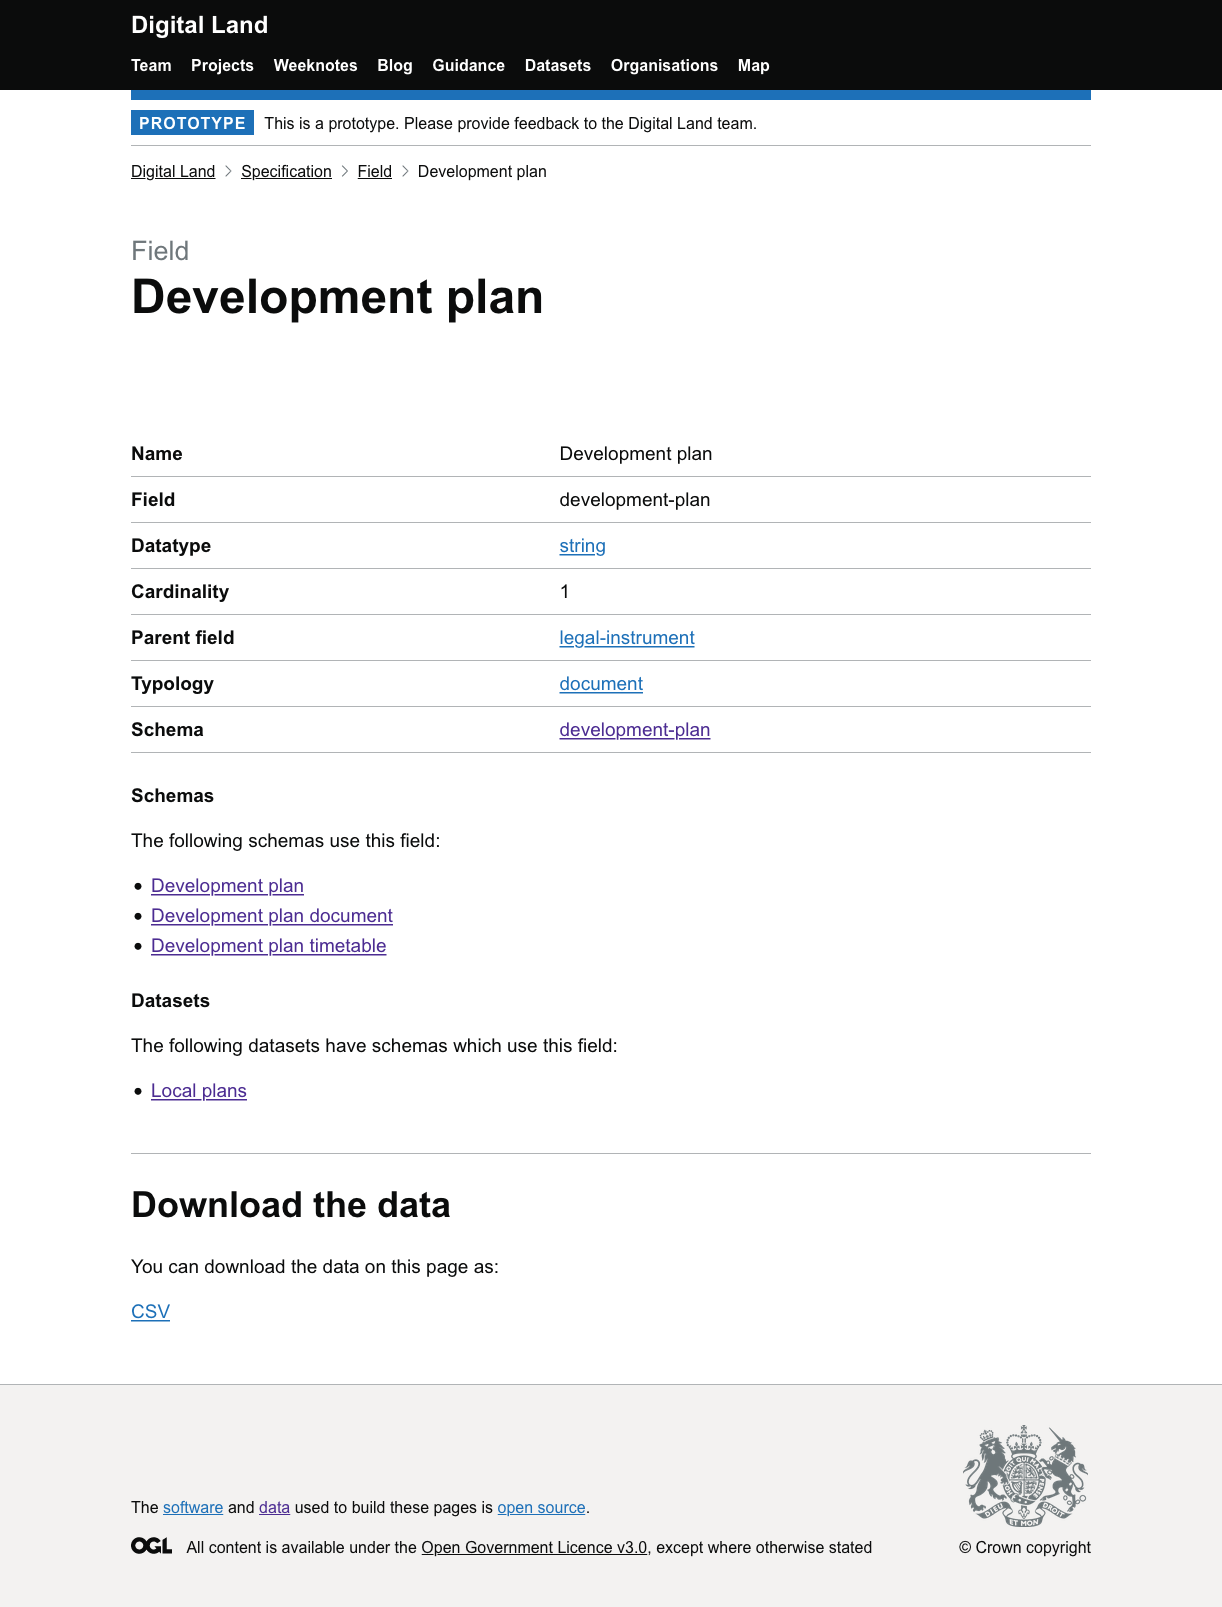 Digital Land
Team Projects Weeknotes Blog Guidance Datasets Organisations Map
PROTOTYPE This is a prototype. Please provide feedback to the Digital Land team.
Digital Land > Specification > Field > Development plan
Field
Development plan
Name Development plan
Field development-plan
Datatype string
Cardinality 1
Parent field legal-instrument
Typology document
Schema development-plan
Schemas
The following schemas use this field:
• Development plan
• Development plan document
• Development plan timetable
Datasets
The following datasets have schemas which use this field:
• Local plans
Download the data
You can download the data on this page as:
CSV
The software and data used to build these pages is open source.
OGL All content is available under the Open Government Licence v3.0, except where otherwise stated
DIEU ET MON DROIT
© Crown copyright